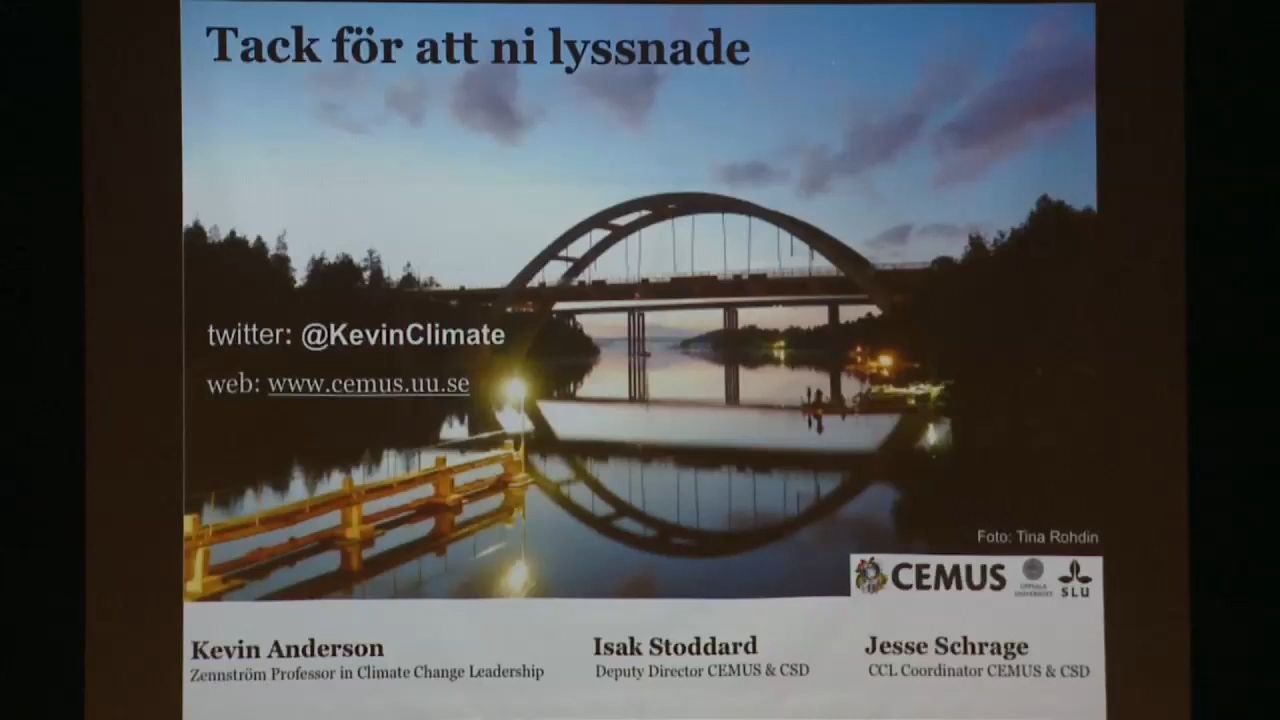 Tack för att ni lyssnade
twitter: @KevinClimate
web: www.cemus.uu.se
Foto: Tina Rohdin
CEMUS
UPPSALA
UNIVERSITET
SLU
Kevin Anderson
Zennström Professor in Climate Change Leadership
Isak Stoddard
Deputy Director CEMUS & CSD
Jesse Schrage
CCL Coordinator CEMUS & CSD